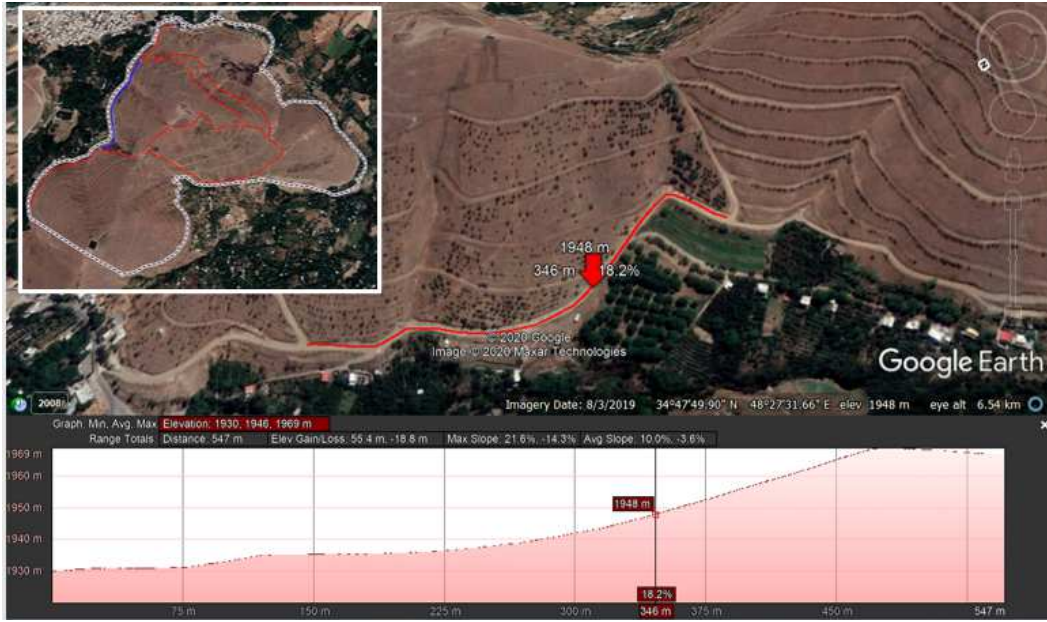 1948 m
346 m 18.2%
© 2020 Google
Image © 2020 Maxar Technologies
Google Earth
2008
Imagery Date: 8/3/2019 34°47'49.90" N 48°27'31.66" E elev 1948 m eye alt 6.54 km
Graph: Min, Avg, Max Elevation: 1930, 1946, 1969 m
Range Totals: Distance: 547 m Elev Gain/Loss: 55.4 m, -18.8 m Max Slope: 21.6%, -14.3% Avg Slope: 10.0%, -3.6%
1969 m
1960 m
1950 m
1948 m
1940 m
1930 m
18.2%
75 m 150 m 225 m 300 m 346 m 375 m 450 m 547 m